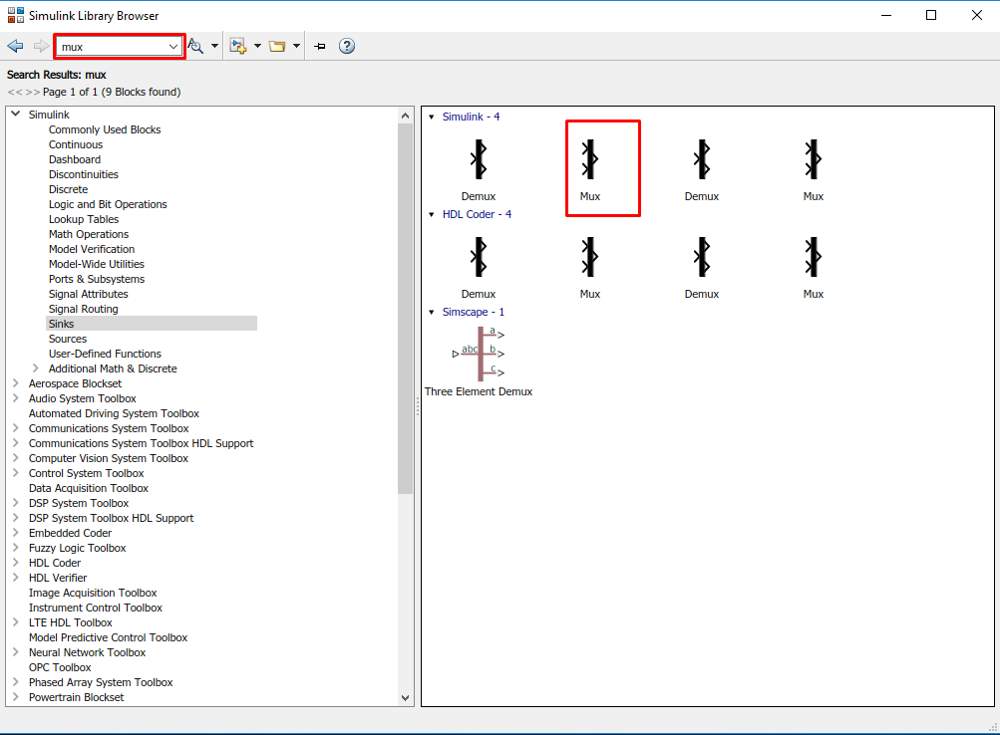 Simulink Library Browser
mux
Search Results: mux
<< >> Page 1 of 1 (9 Blocks found)
Simulink
Commonly Used Blocks
Continuous
Dashboard
Discontinuities
Discrete
Logic and Bit Operations
Lookup Tables
Math Operations
Model Verification
Model-Wide Utilities
Ports & Subsystems
Signal Attributes
Signal Routing
Sinks
Sources
User-Defined Functions
Additional Math & Discrete
Aerospace Blockset
Audio System Toolbox
Automated Driving System Toolbox
Communications System Toolbox
Communications System Toolbox HDL Support
Computer Vision System Toolbox
Control System Toolbox
Data Acquisition Toolbox
DSP System Toolbox
DSP System Toolbox HDL Support
Embedded Coder
Fuzzy Logic Toolbox
HDL Coder
HDL Verifier
Image Acquisition Toolbox
Instrument Control Toolbox
LTE HDL Toolbox
Model Predictive Control Toolbox
Neural Network Toolbox
OPC Toolbox
Phased Array System Toolbox
Powertrain Blockset
Simulink - 4
Demux Mux Demux Mux
HDL Coder - 4
Demux Mux Demux Mux
Simscape - 1
a
abc b
c
Three Element Demux